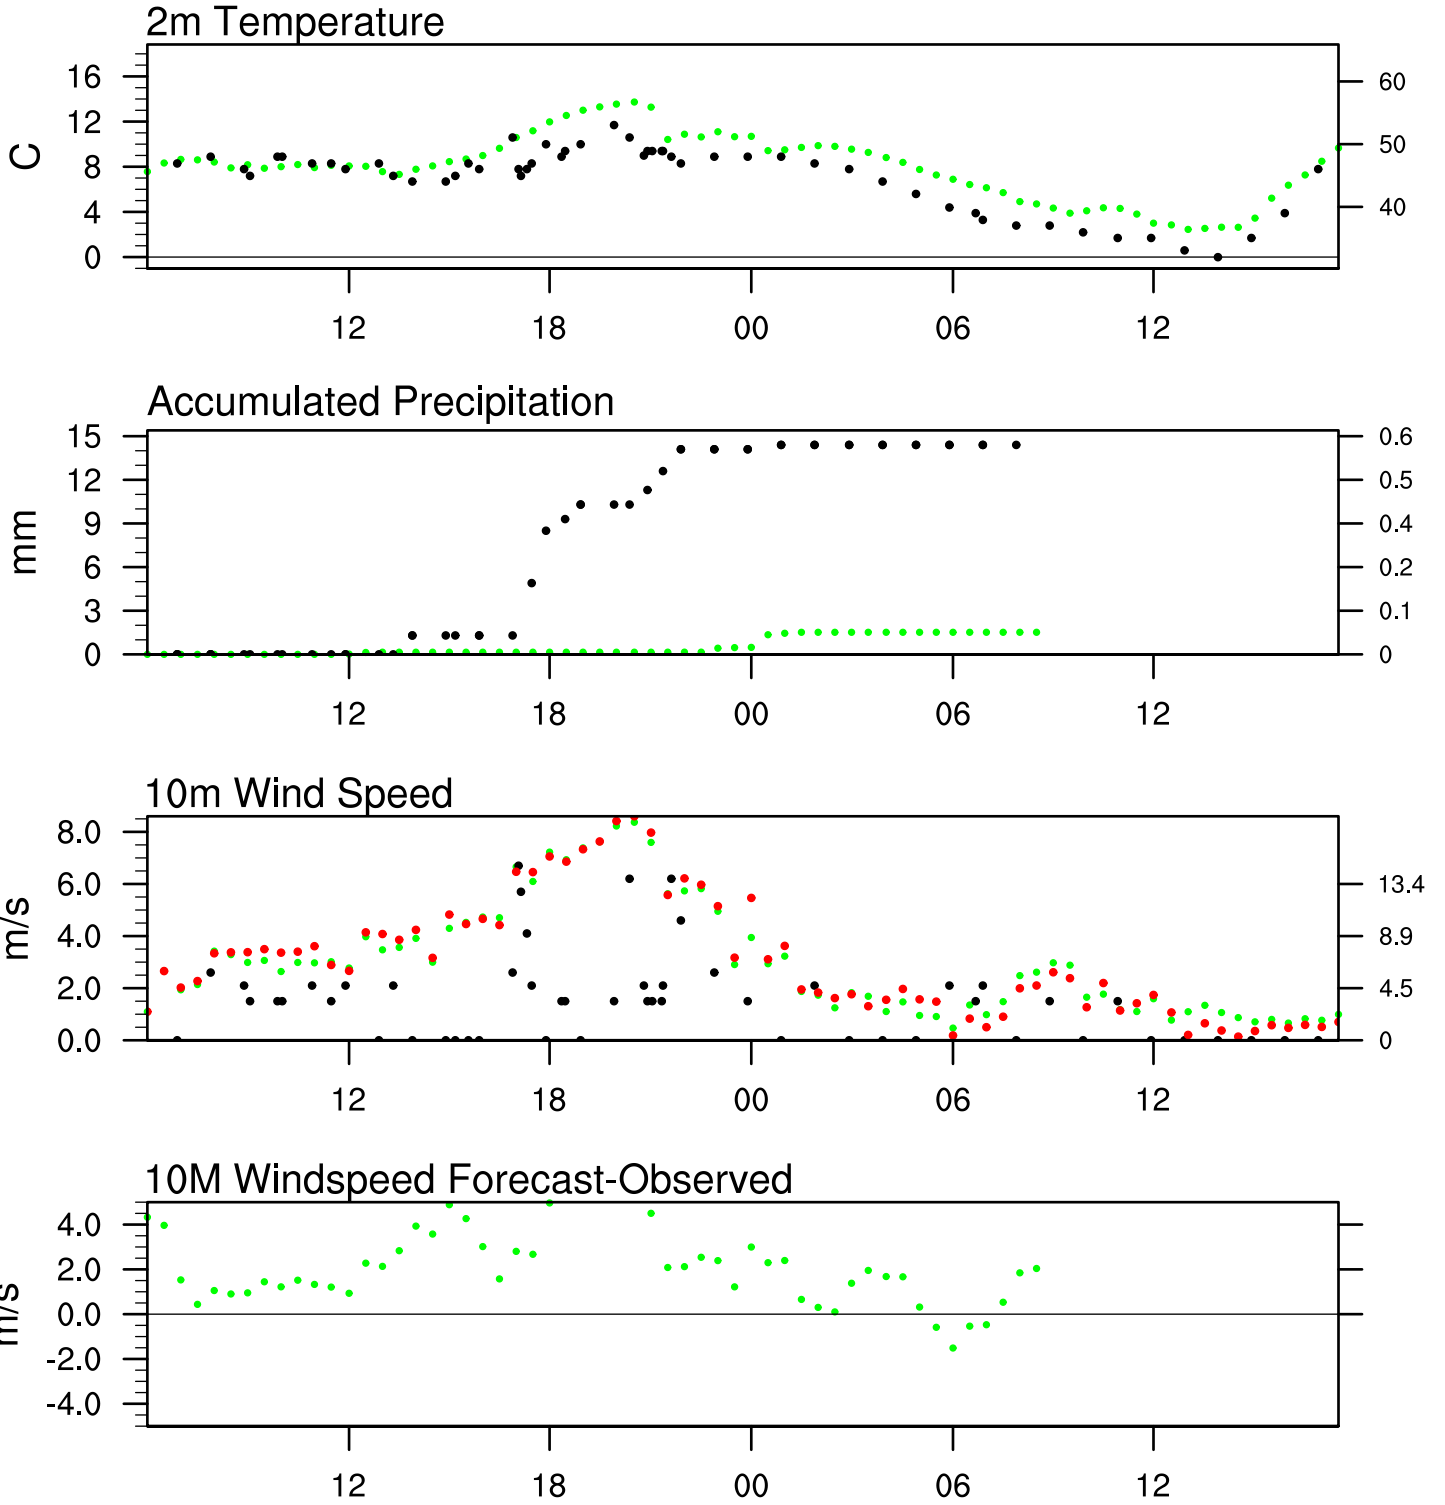 2m Temperature
16
12
8
4
0
C
60
50
40
12 18 00 06 12
Accumulated Precipitation
15
12
9
6
3
0
mm
0.6
0.5
0.4
0.2
0.1
0
12 18 00 06 12
10m Wind Speed
8.0
6.0
4.0
2.0
0.0
m/s
13.4
8.9
4.5
0
12 18 00 06 12
10M Windspeed Forecast-Observed
4.0
2.0
0.0
-2.0
-4.0
m/s
12 18 00 06 12